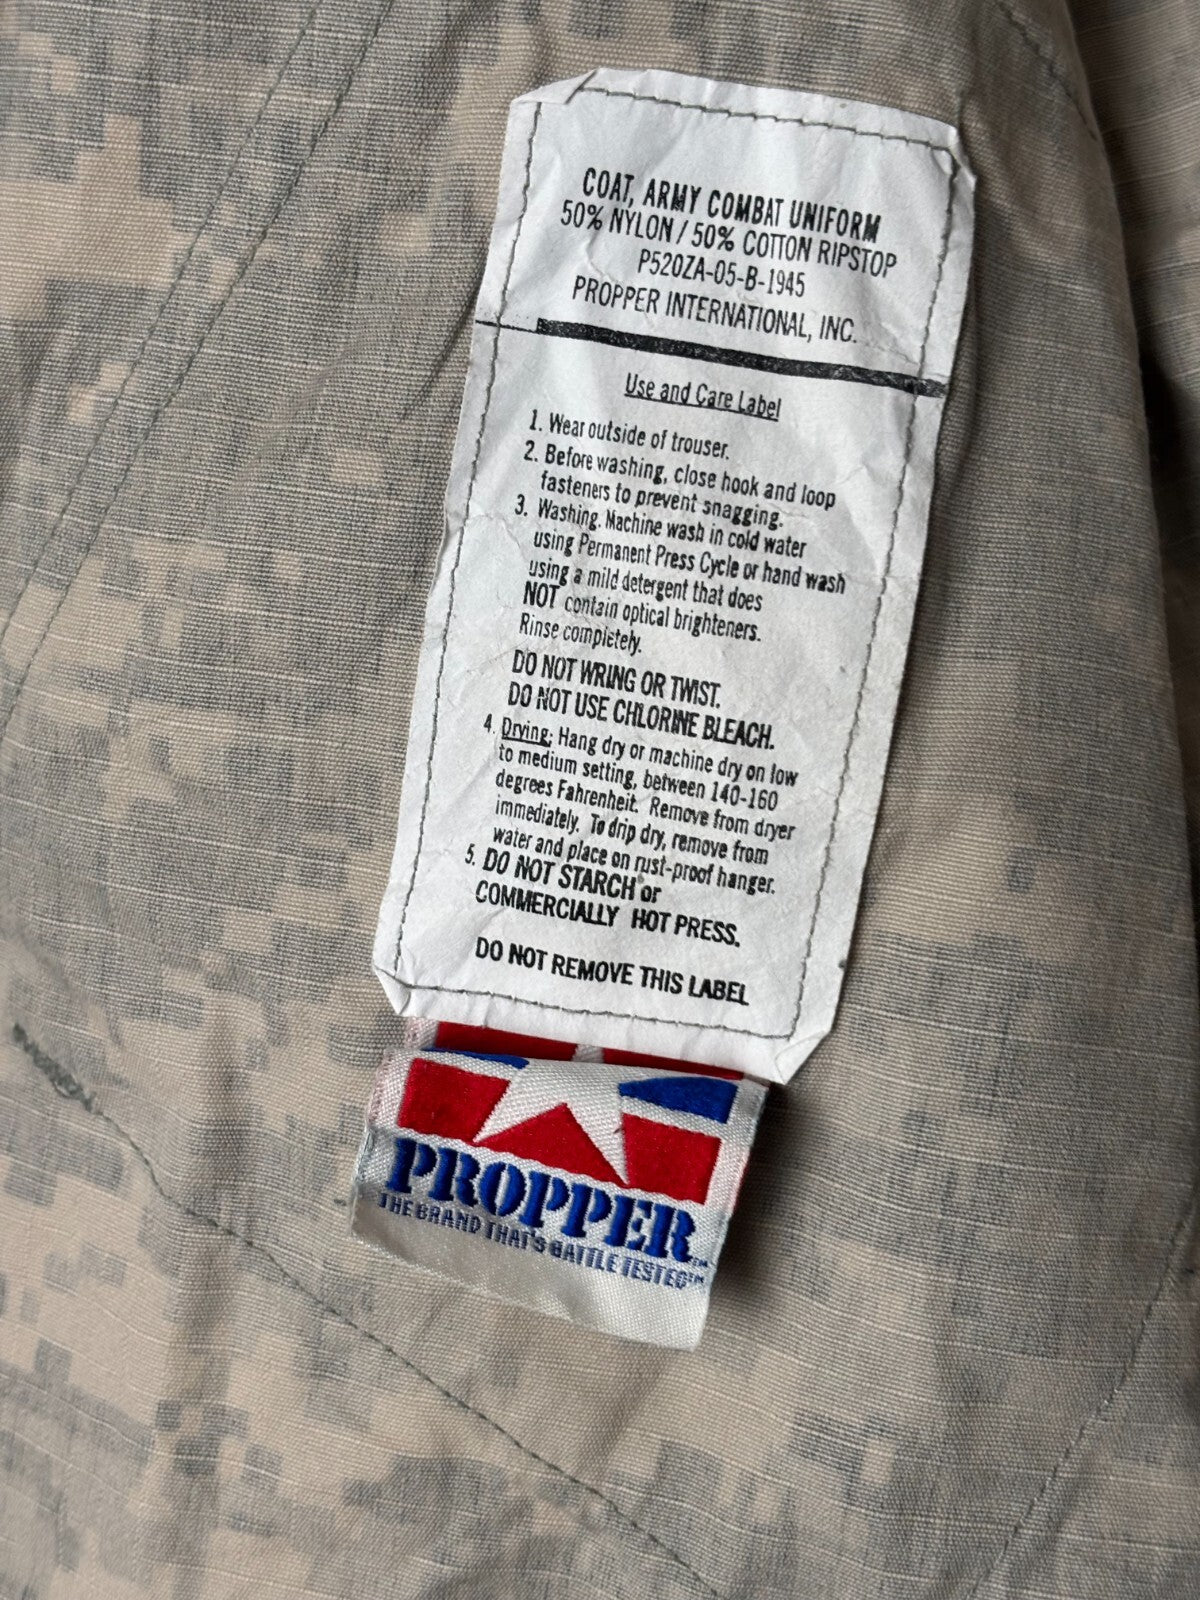 COAT, ARMY COMBAT UNIFORM
50% NYLON / 50% COTTON RIPSTOP
P520ZA-05-B-1945
PROPPER INTERNATIONAL, INC.
Use and Care Label
1. Wear outside of trouser.
2. Before washing, close hook and loop
fasteners to prevent snagging.
3. Washing. Machine wash in cold water
using Permanent Press Cycle or hand wash
using a mild detergent that does
NOT contain optical brighteners.
Rinse completely.
DO NOT WRING OR TWIST.
DO NOT USE CHLORINE BLEACH.
4. Drying: Hang dry or machine dry on low
to medium setting, between 140-160
degrees Fahrenheit. Remove from dryer
immediately. To drip dry, remove from
water and place on rust-proof hanger.
5. DO NOT STARCH or
COMMERCIALLY HOT PRESS.
DO NOT REMOVE THIS LABEL
PROPPER™
THE BRAND THAT'S BATTLE TESTED™